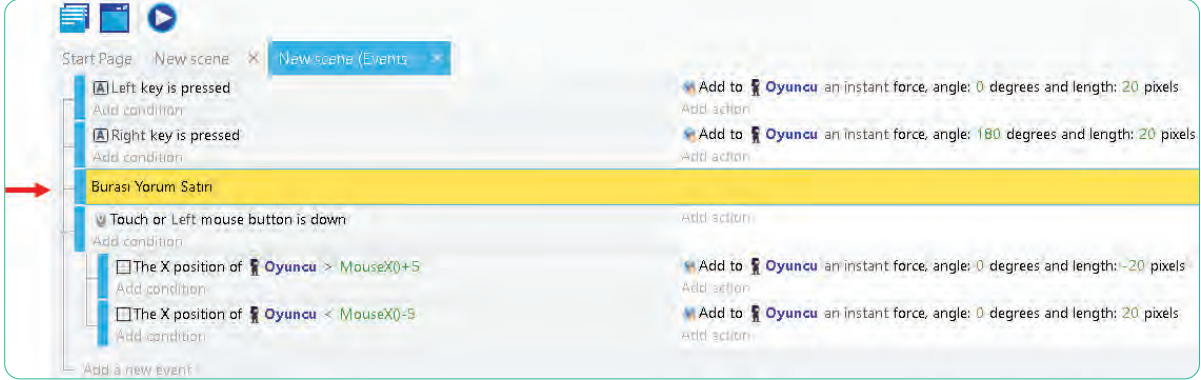 Start Page New scene × New scene (Events ×
A Left key is pressed Add to Oyuncu an instant force, angle: 0 degrees and length: 20 pixels
Add condition Add action
A Right key is pressed Add to Oyuncu an instant force, angle: 180 degrees and length: 20 pixels
Add condition Add action
Burası Yorum Satırı
Touch or Left mouse button is down Add action
Add condition
The X position of Oyuncu > MouseX()+5 Add to Oyuncu an instant force, angle: 0 degrees and length: -20 pixels
Add condition Add action
The X position of Oyuncu < MouseX()-5 Add to Oyuncu an instant force, angle: 0 degrees and length: 20 pixels
Add condition Add action
Add a new event